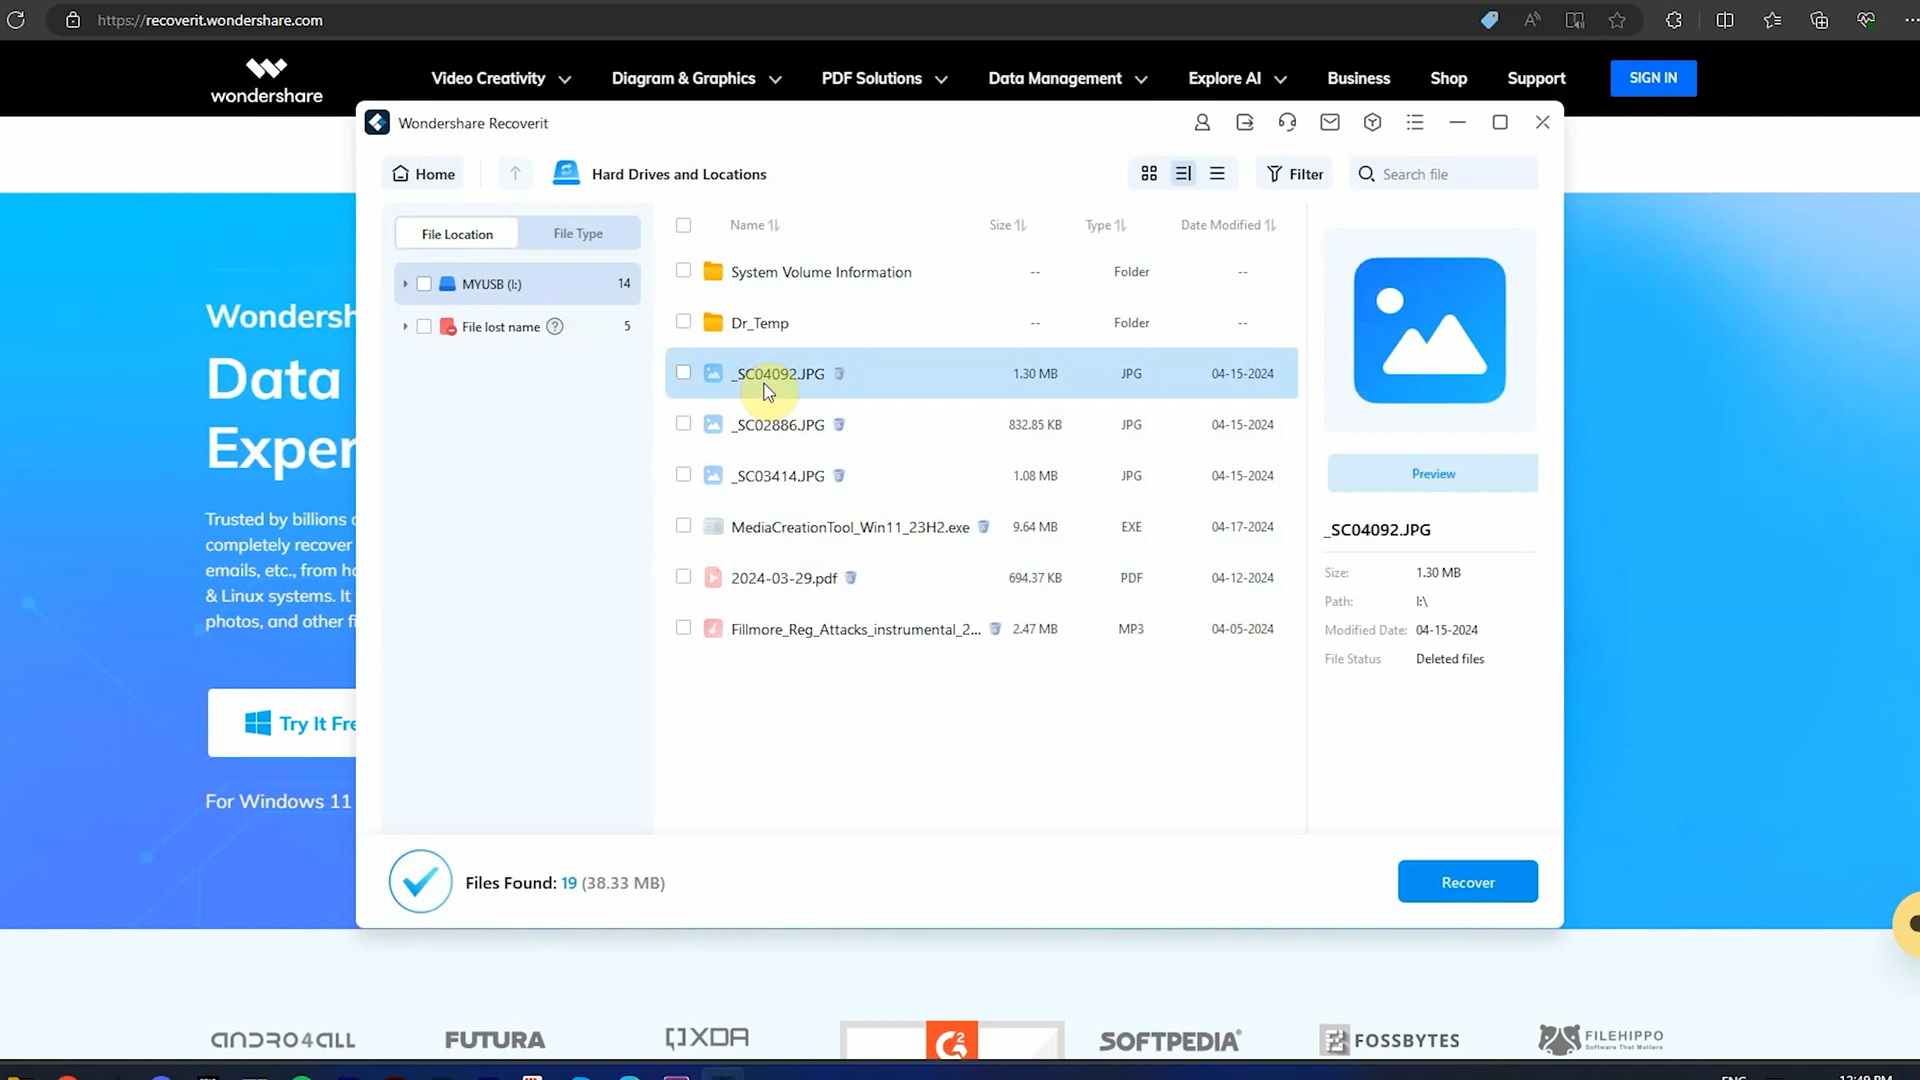 https://recoverit.wondershare.com
wondershare
Video Creativity
Diagram & Graphics
PDF Solutions
Data Management
Explore AI
Business
Shop
Support
SIGN IN
Wondershare Recoverit
Home
Hard Drives and Locations
Filter
Search file
File Location
File Type
MYUSB (I:) 14
File lost name ? 5
Name Size Type Date Modified
System Volume Information -- Folder --
Dr_Temp -- Folder --
_SC04092.JPG 1.30 MB JPG 04-15-2024
_SC02886.JPG 832.85 KB JPG 04-15-2024
_SC03414.JPG 1.08 MB JPG 04-15-2024
MediaCreationTool_Win11_23H2.exe 9.64 MB EXE 04-17-2024
2024-03-29.pdf 694.37 KB PDF 04-12-2024
Fillmore_Reg_Attacks_instrumental_2... 2.47 MB MP3 04-05-2024
Preview
_SC04092.JPG
Size: 1.30 MB
Path: I:\
Modified Date: 04-15-2024
File Status Deleted files
Files Found: 19 (38.33 MB)
Recover
Wondersh
Data
Exper
Trusted by billions
completely recover
emails, etc., from
& Linux systems. It
photos, and other
Try It Fre
For Windows 11
ANDRO4ALL
FUTURA
XDA
G2
SOFTPEDIA
FOSSBYTES
FILEHIPPO
Software That Matters